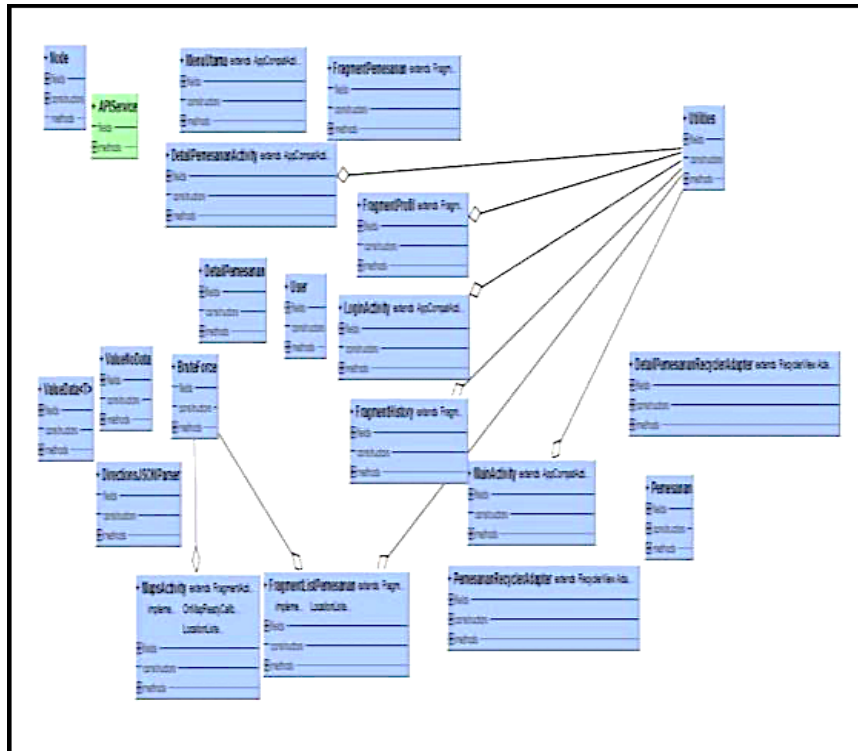 Node
fields
constructors
methods
APIService
fields
methods
MenuUtama extends AppCompatActi...
fields
constructors
methods
FragmentPemesanan extends Fragm...
fields
constructors
methods
Utilities
fields
constructors
methods
DetailPemesananActivity extends AppCompatActi...
fields
constructors
methods
FragmentProfil extends Fragm...
fields
constructors
methods
DetailPemesanan
fields
constructors
methods
User
fields
constructors
methods
LoginActivity extends AppCompatActi...
fields
constructors
methods
ValueData<T>
fields
constructors
methods
ValueNoData
fields
constructors
methods
BruteForce
fields
constructors
methods
DetailPemesananRecyclerAdapter extends RecyclerView.Ada...
fields
constructors
methods
FragmentHistory extends Fragm...
fields
constructors
methods
DirectionsJSONParser
fields
constructors
methods
MainActivity extends AppCompatActi...
fields
constructors
methods
Pemesanan
fields
constructors
methods
MapsActivity extends FragmentActi...
impleme... OnMapReadyCallb...
LocationListe...
fields
constructors
methods
FragmentListPemesanan extends Fragm...
impleme... LocationListe...
fields
constructors
methods
PemesananRecyclerAdapter extends RecyclerView.Ada...
fields
constructors
methods